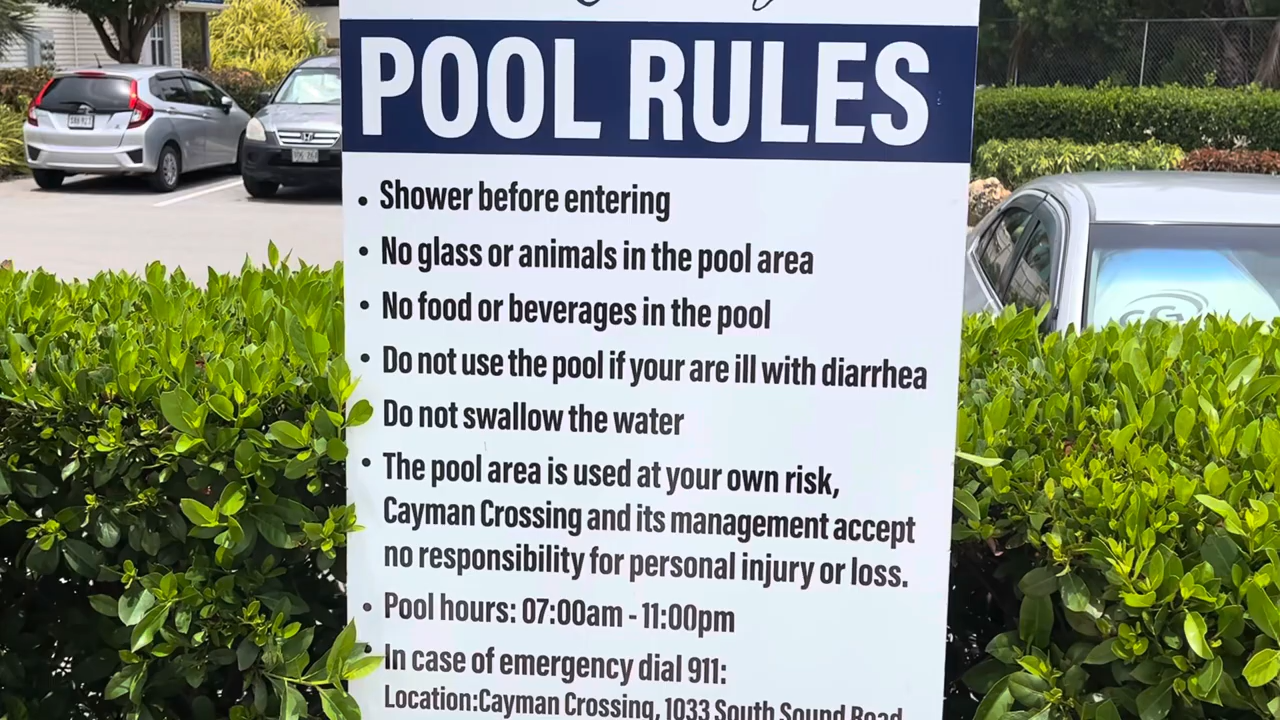 POOL RULES
• Shower before entering
• No glass or animals in the pool area
• No food or beverages in the pool
• Do not use the pool if your are ill with diarrhea
Do not swallow the water
• The pool area is used at your own risk,
Cayman Crossing and its management accept
no responsibility for personal injury or loss.
• Pool hours: 07:00am - 11:00pm
• In case of emergency dial 911:
Location:Cayman Crossing, 1033 South Sound Road